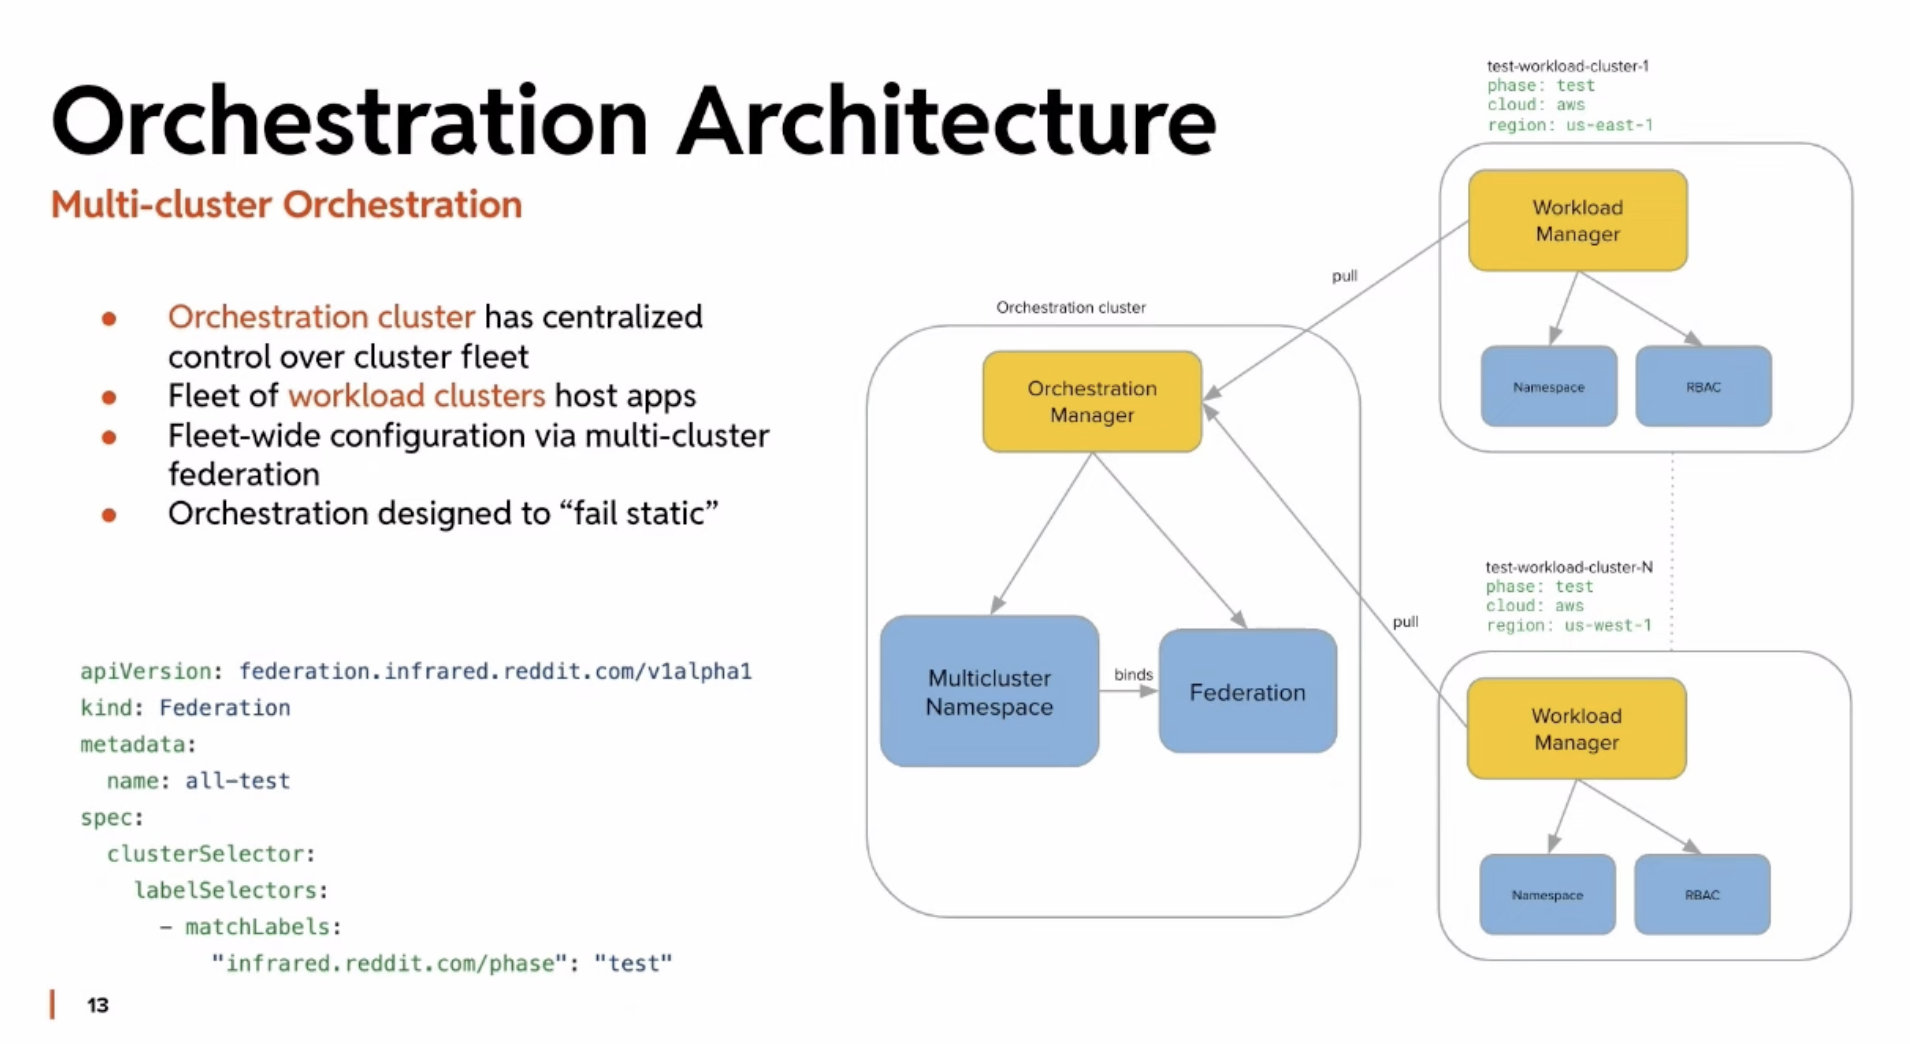 Orchestration Architecture
Multi-cluster Orchestration
● Orchestration cluster has centralized
control over cluster fleet
● Fleet of workload clusters host apps
● Fleet-wide configuration via multi-cluster
federation
● Orchestration designed to “fail static”
apiVersion: federation.infrared.reddit.com/v1alpha1
kind: Federation
metadata:
  name: all-test
spec:
  clusterSelector:
    labelSelectors:
      - matchLabels:
          "infrared.reddit.com/phase": "test"
13
Orchestration cluster
Orchestration
Manager
Multicluster
Namespace
binds
Federation
pull
pull
test-workload-cluster-1
phase: test
cloud: aws
region: us-east-1
Workload
Manager
Namespace
RBAC
test-workload-cluster-N
phase: test
cloud: aws
region: us-west-1
Workload
Manager
Namespace
RBAC